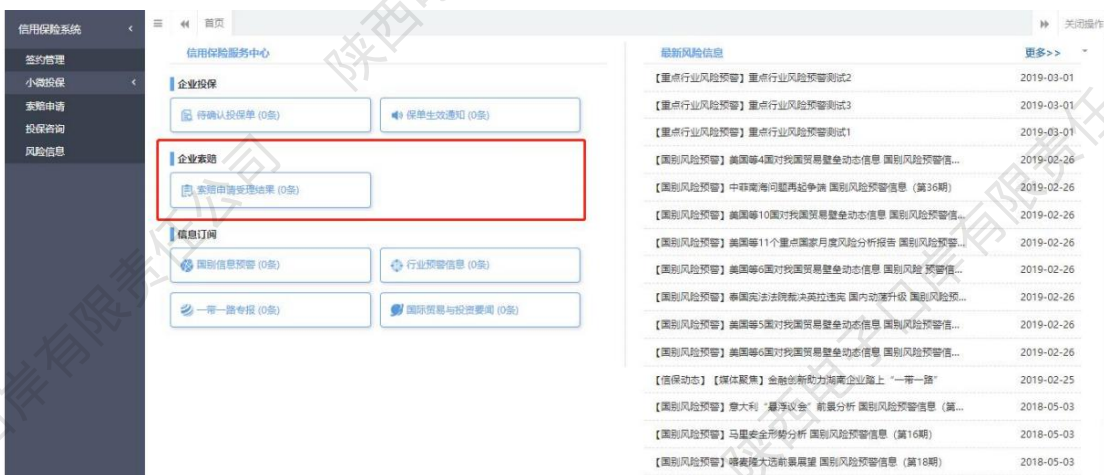 信用保险系统
首页
关闭操作
签约管理
小微投保
索赔申请
投保咨询
风险信息
信用保险服务中心
企业投保
待确认投保单 (0条)
保单生效通知 (0条)
企业索赔
索赔申请受理结果 (0条)
信息订阅
国别信息预警 (0条)
行业预警信息 (0条)
一带一路专报 (0条)
国际贸易与投资要闻 (0条)
最新风险信息 更多>>
【重点行业风险预警】重点行业风险预警测试2 2019-03-01
【重点行业风险预警】重点行业风险预警测试3 2019-03-01
【重点行业风险预警】重点行业风险预警测试1 2019-03-01
【国别风险预警】美国等4国对我国贸易壁垒动态信息 国别风险预警信... 2019-02-26
【国别风险预警】中菲南海问题再起争端 国别风险预警信息（第36期） 2019-02-26
【国别风险预警】美国等10国对我国贸易壁垒动态信息 国别风险预警信... 2019-02-26
【国别风险预警】美国等11个重点国家月度风险分析报告 国别风险预警... 2019-02-26
【国别风险预警】美国等6国对我国贸易壁垒动态信息 国别风险 预警信... 2019-02-26
【国别风险预警】泰国宪法法院裁决英拉违宪 国内动荡升级 国别风险预... 2019-02-26
【国别风险预警】美国等5国对我国贸易壁垒动态信息 国别风险预警信... 2019-02-26
【国别风险预警】美国等6国对我国贸易壁垒动态信息 国别风险预警信... 2019-02-26
【信保动态】【媒体聚焦】金融创新助力湖南企业踏上“一带一路” 2019-02-25
【国别风险预警】意大利“悬浮议会”前景分析 国别风险预警信息（第... 2018-05-03
【国别风险预警】马里安全形势分析 国别风险预警信息（第16期） 2018-05-03
【国别风险预警】喀麦隆大选前景展望 国别风险预警信息（第18期） 2018-05-03
陕西电
公司
岸有限责任
陕西电子口岸有限责任